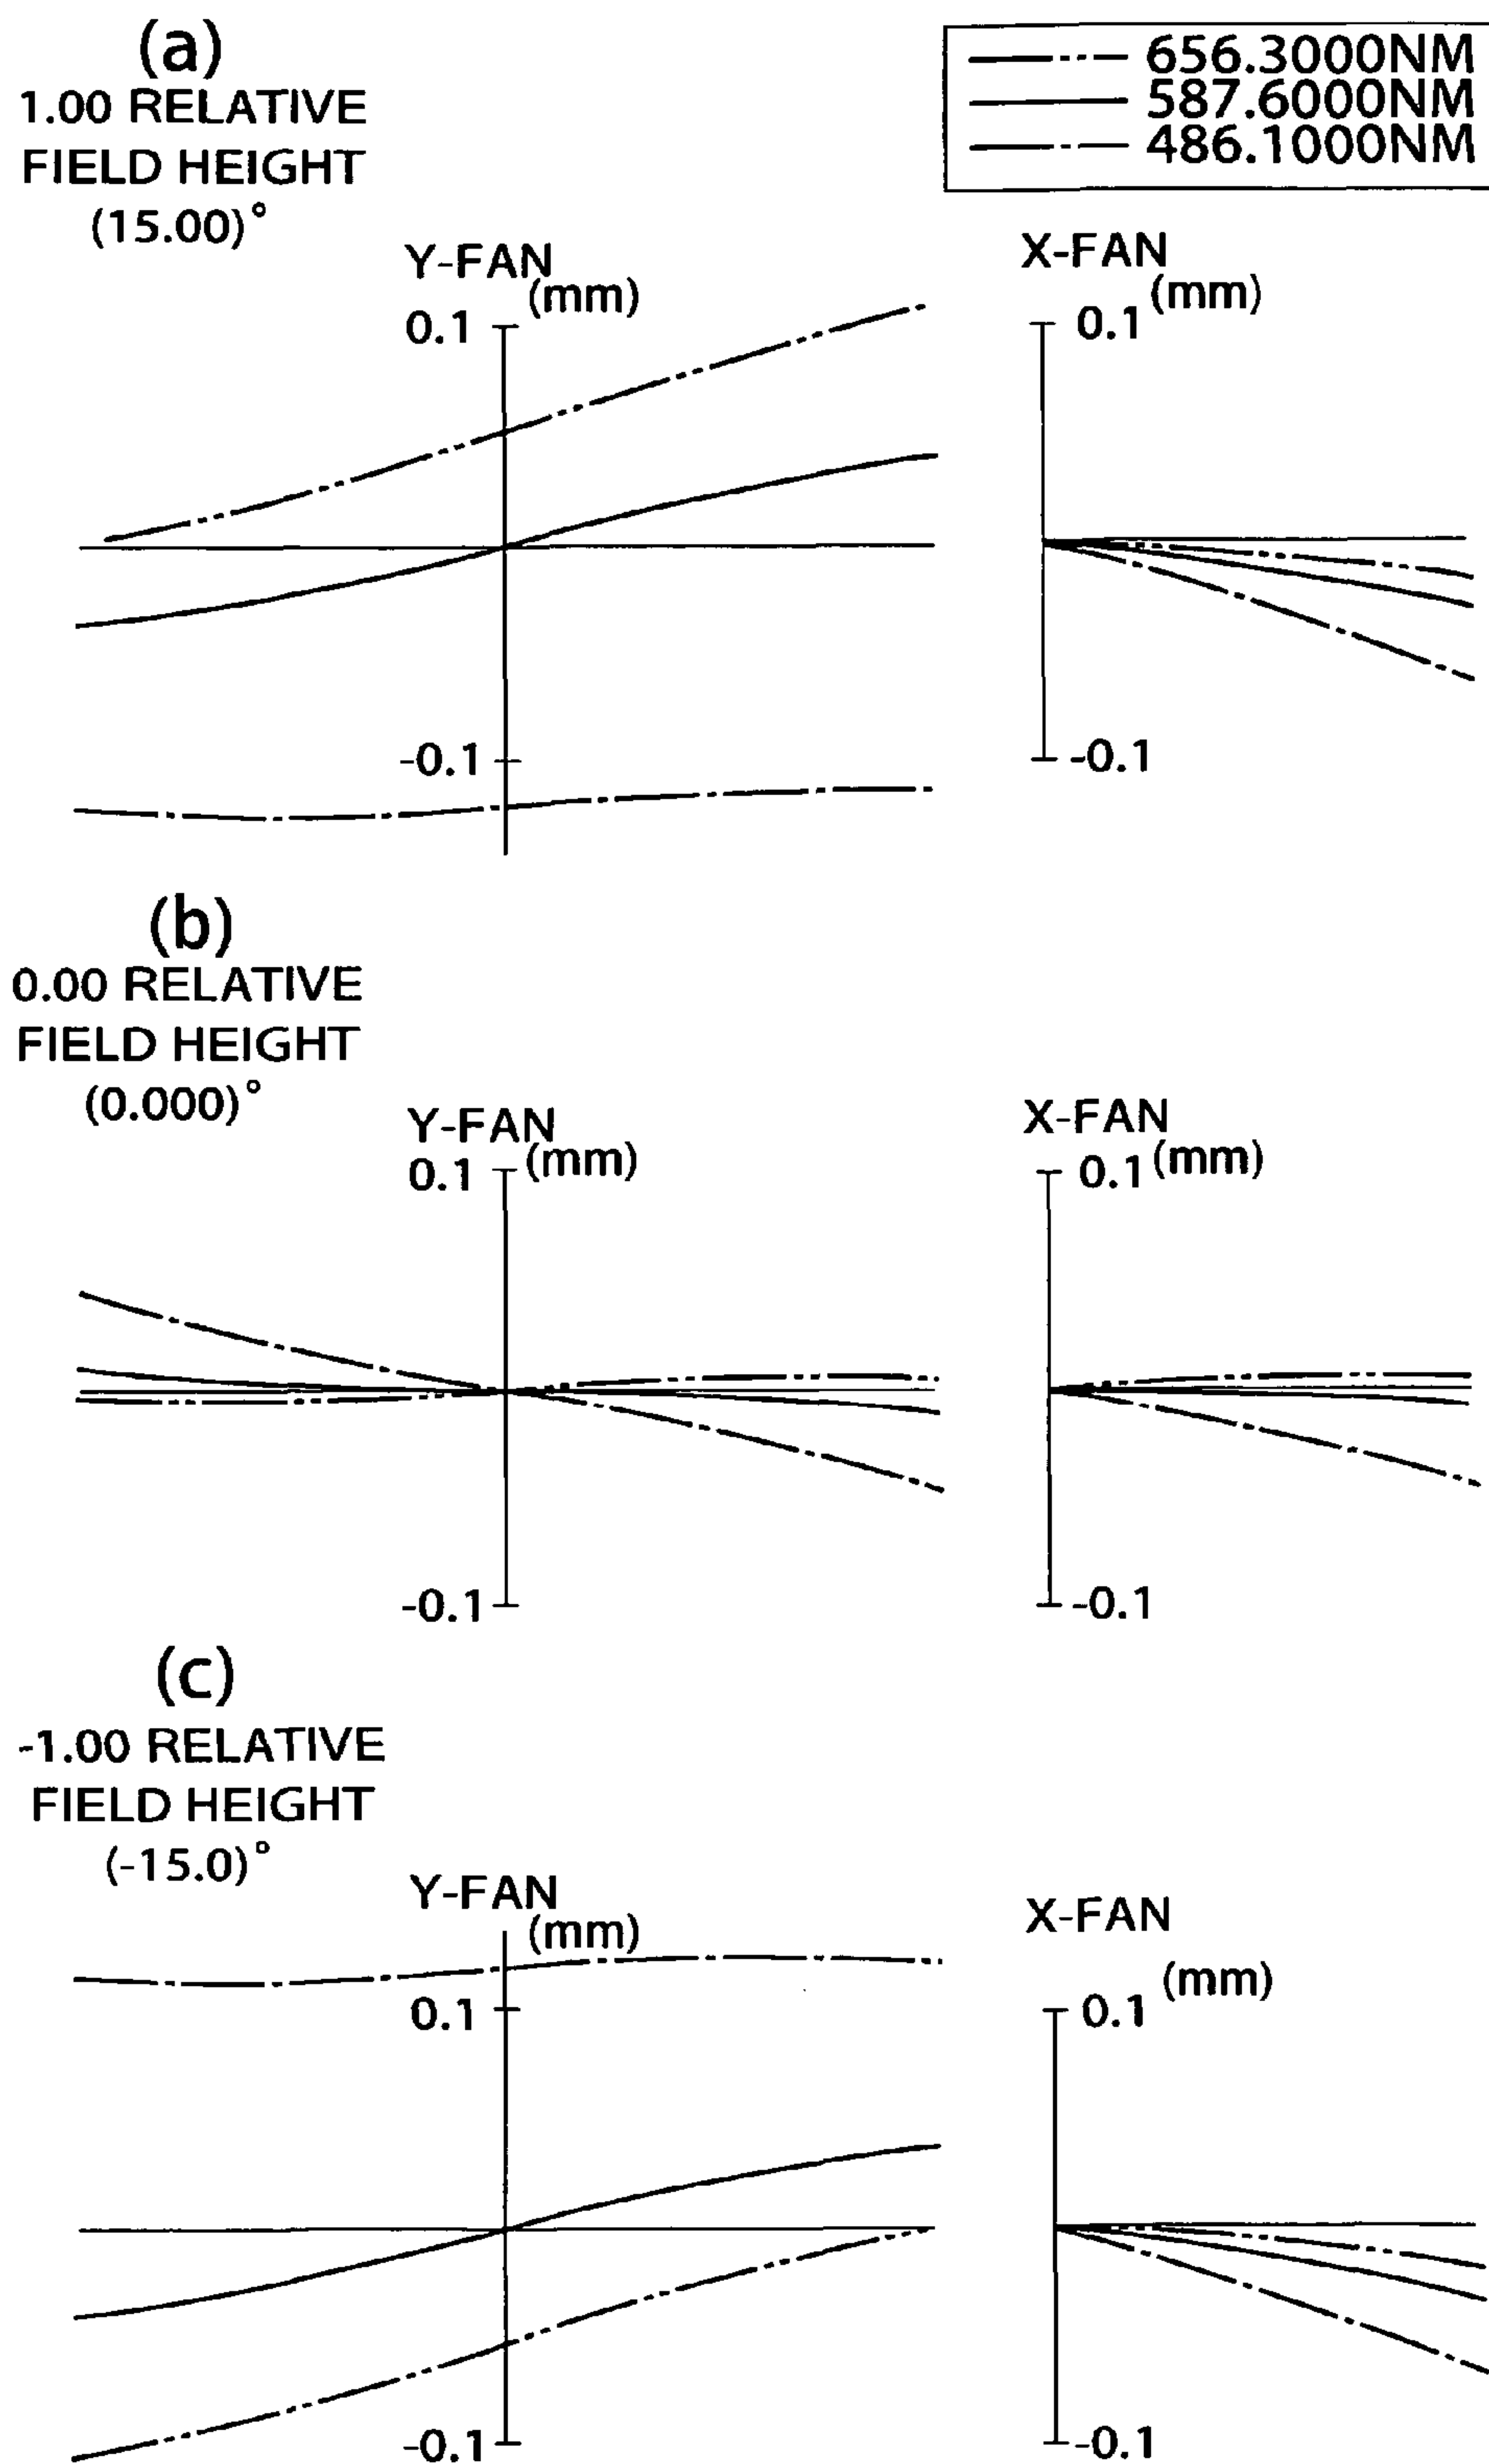 (a)
1.00 RELATIVE
FIELD HEIGHT
(15.00)°
656.3000NM
587.6000NM
486.1000NM
Y-FAN
(mm)
0.1
-0.1
X-FAN
(mm)
0.1
-0.1
(b)
0.00 RELATIVE
FIELD HEIGHT
(0.000)°
Y-FAN
(mm)
0.1
-0.1
X-FAN
(mm)
0.1
-0.1
(c)
-1.00 RELATIVE
FIELD HEIGHT
(-15.0)°
Y-FAN
(mm)
0.1
-0.1
X-FAN
(mm)
0.1
-0.1